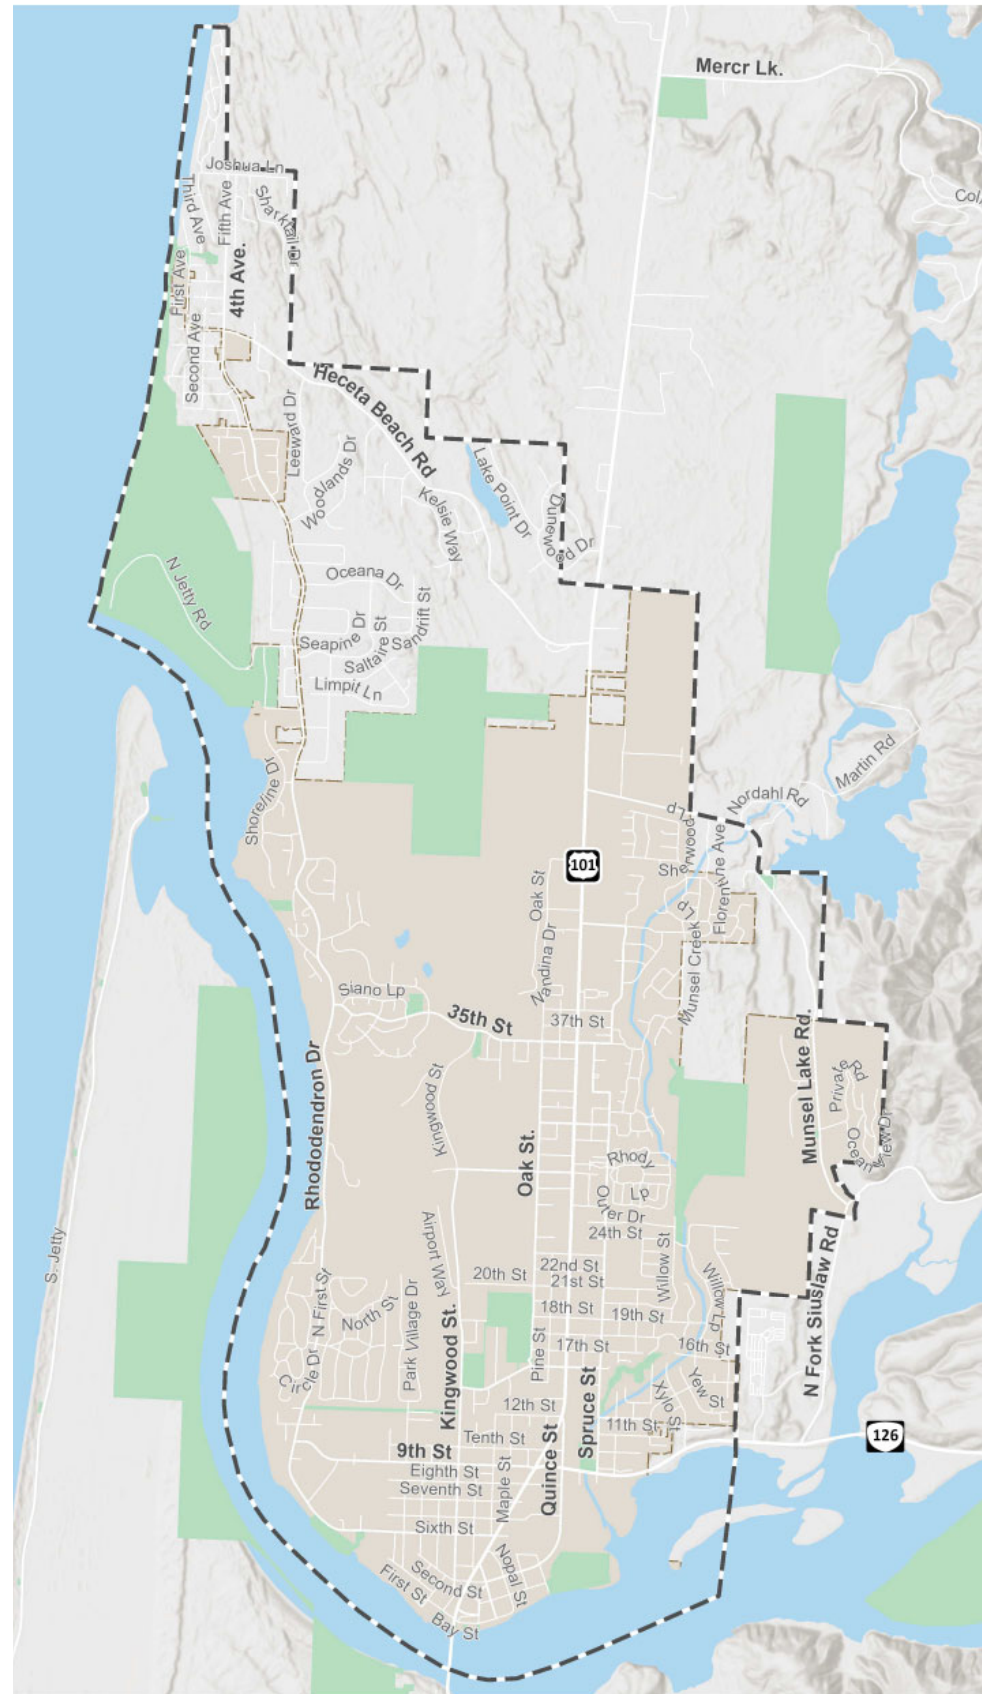 Mercr Lk.
Col
Joshua Ln
Third Ave
Fifth Ave
Sharktail Dr
First Ave
4th Ave.
Second Ave
Heceta Beach Rd
Leeward Dr
Woodlands Dr
Lake Point Dr
Kelsie Way
Dunewood Dr
N Jetty Rd
Oceana Dr
Seapine Dr
Saltaire St
Sandrift St
Limpit Ln
Shoreline Dr
Martin Rd
Nordahl Rd
Sherwood Lp
Florentine Ave
101
Oak St
Munsel Creek Lp
Nandina Dr
Siano Lp
35th St
37th St
Rhododendron Dr
Munsel Lake Rd.
Private Rd
Ocean View Dr
Kingwood St
Oak St.
Rhody Lp
Outer Dr
24th St
Airport Way
S. Jetty
22nd St
21st St
20th St
Willow St
Willow Lp
N Fork Siuslaw Rd
N First St
North St
Park Village Dr
18th St
19th St
17th St
16th St
Kingwood St.
Pine St
Circle Dr
Yew St
Xylo St
12th St
11th St
Spruce St
126
Tenth St
9th St
Quince St
Eighth St
Maple St
Seventh St
Sixth St
Nopal St
Second St
First St
Bay St